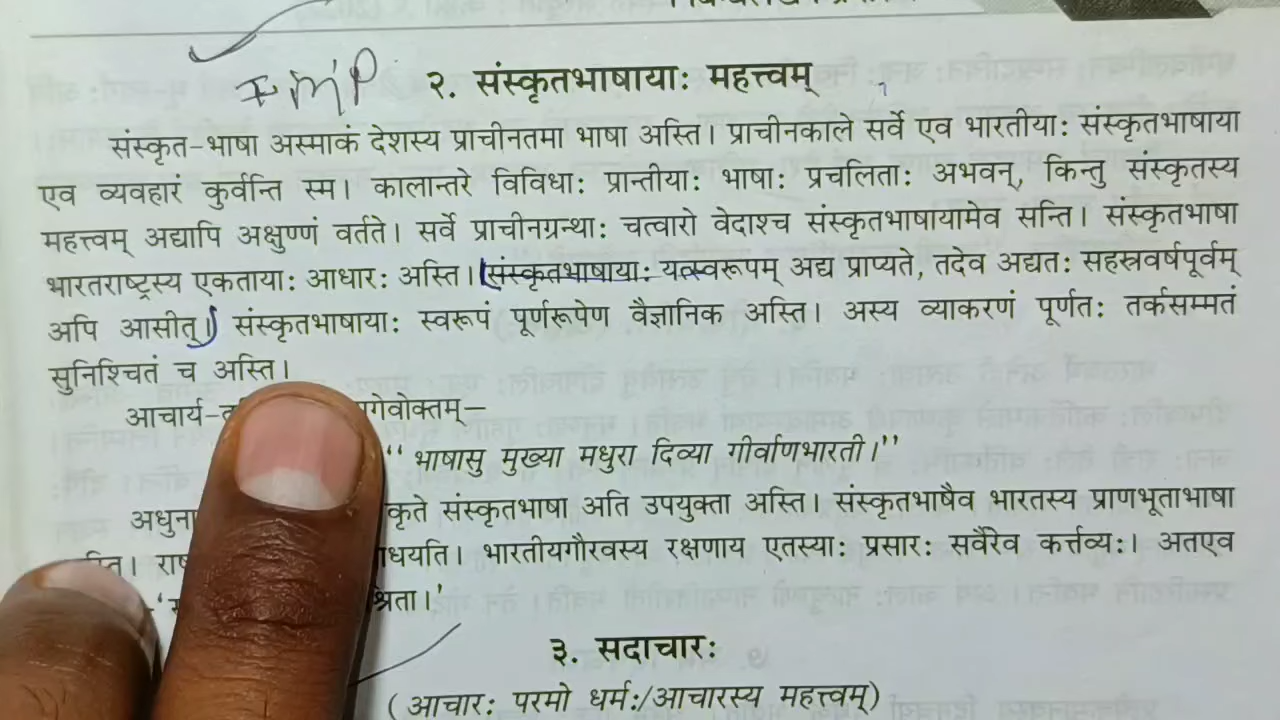 IMP
२. संस्कृतभाषायाः महत्त्वम्
संस्कृत-भाषा अस्माकं देशस्य प्राचीनतमा भाषा अस्ति। प्राचीनकाले सर्वे एव भारतीयाः संस्कृतभाषाया
एव व्यवहारं कुर्वन्ति स्म। कालान्तरे विविधाः प्रान्तीयाः भाषाः प्रचलिताः अभवन्, किन्तु संस्कृतस्य
महत्त्वम् अद्यापि अक्षुण्णं वर्तते। सर्वे प्राचीनग्रन्थाः चत्वारो वेदाश्च संस्कृतभाषायामेव सन्ति। संस्कृतभाषा
भारतराष्ट्रस्य एकतायाः आधारः अस्ति। संस्कृतभाषायाः यत्स्वरूपम् अद्य प्राप्यते, तदेव अद्यतः सहस्रवर्षपूर्वम्
अपि आसीत्। संस्कृतभाषायाः स्वरूपं पूर्णरूपेण वैज्ञानिक अस्ति। अस्य व्याकरणं पूर्णतः तर्कसम्मतं
सुनिश्चितं च अस्ति।
आचार्य-
"भाषासु मुख्या मधुरा दिव्या गीर्वाणभारती।"
अधुना कृते संस्कृतभाषा अति उपयुक्ता अस्ति। संस्कृतभाषैव भारतस्य प्राणभूताभाषा
भारतीयगौरवस्य रक्षणाय एतस्याः प्रसारः सर्वैरेव कर्त्तव्यः। अतएव
३. सदाचारः
(आचारः परमो धर्मः/आचारस्य महत्त्वम्)